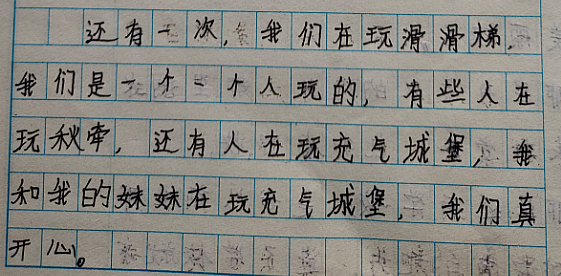 还有一次，我们在玩滑滑梯，
我们是一个一个人玩的，有些人在
玩秋牵，还有人在玩充气城堡，我
和我的妹妹在玩充气城堡，我们真
开心。